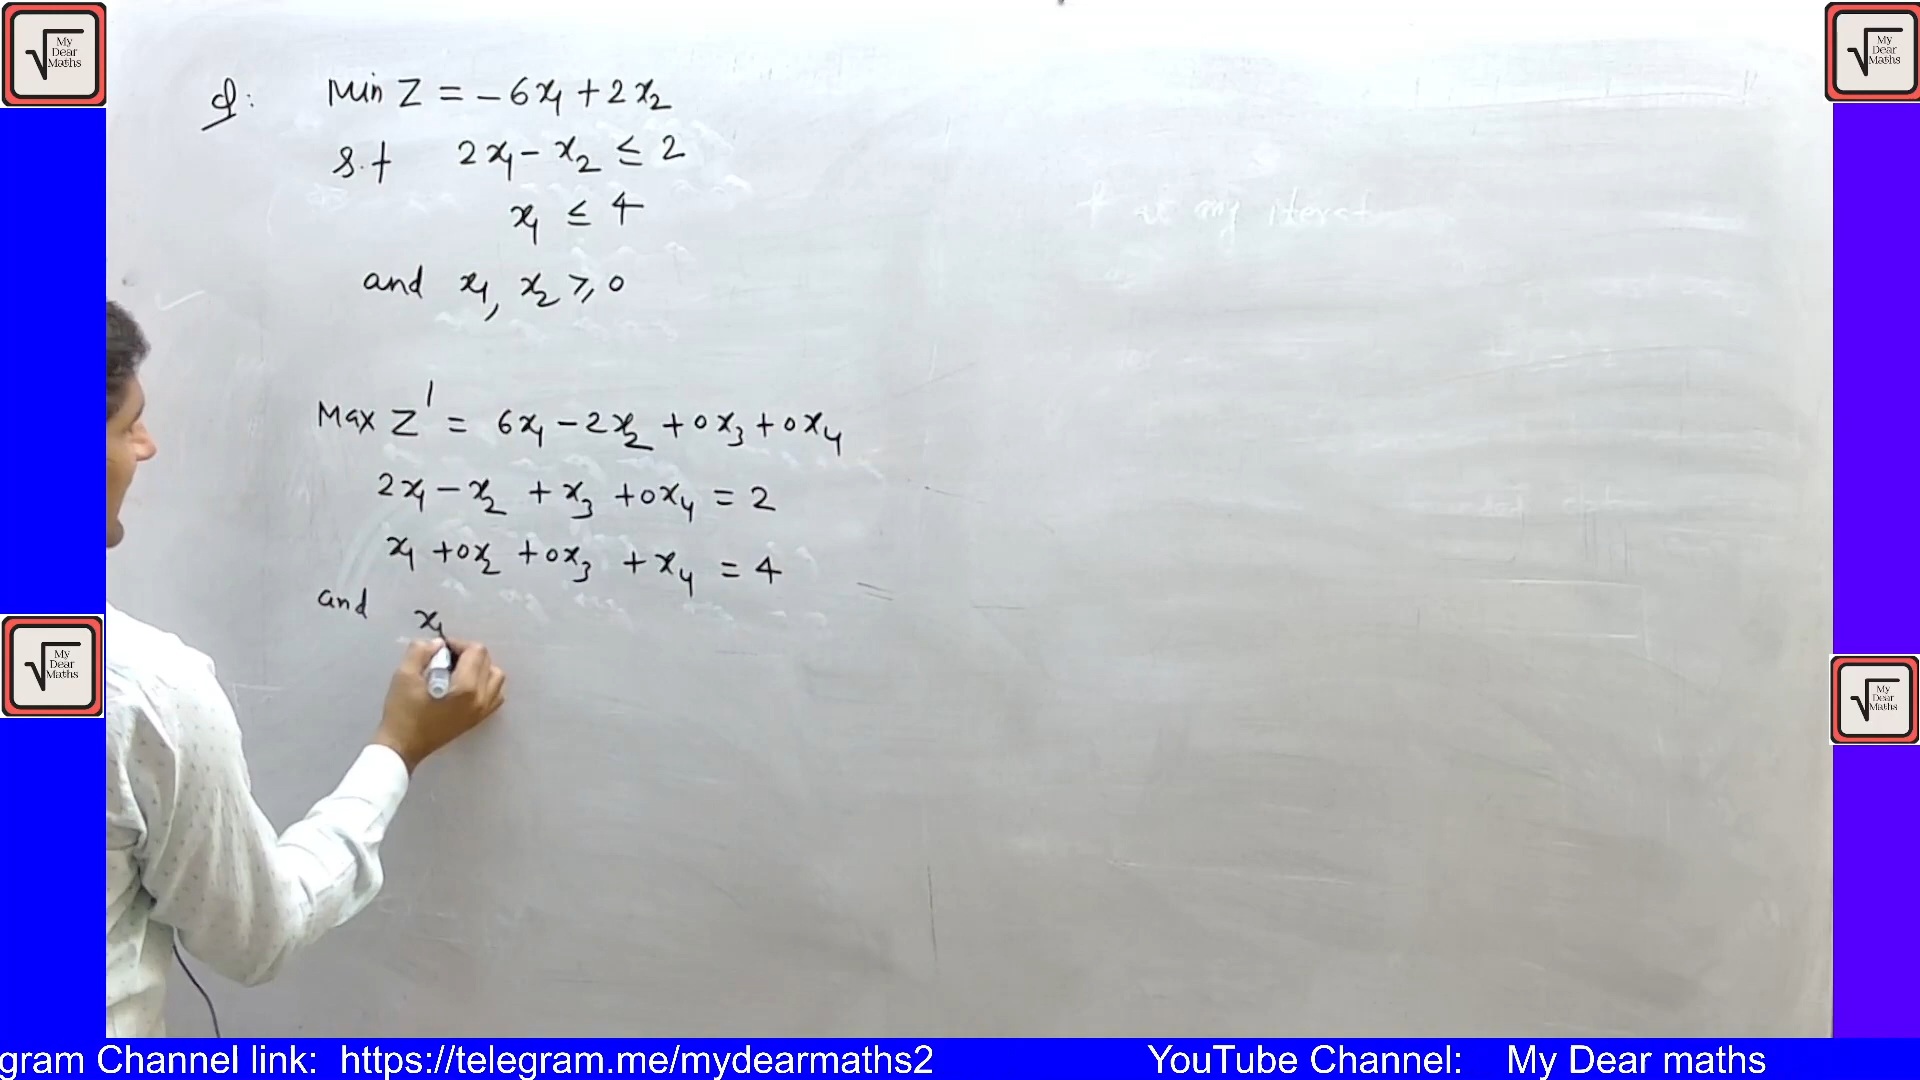 My Dear Maths
My Dear Maths
Q: Min Z = -6x₁ + 2x₂
s.t 2x₁ - x₂ ≤ 2
x₁ ≤ 4
and x₁, x₂ ≥ 0
Max Z' = 6x₁ - 2x₂ + 0x₃ + 0x₄
2x₁ - x₂ + x₃ + 0x₄ = 2
x₁ + 0x₂ + 0x₃ + x₄ = 4
and x₁
My Dear Maths
My Dear Maths
gram Channel link: https://telegram.me/mydearmaths2 YouTube Channel: My Dear maths